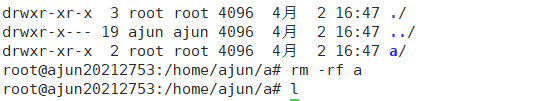 drwxr-xr-x  3 root root 4096  4月   2 16:47 ./
drwxr-x--- 19 ajun ajun 4096  4月   2 16:47 ../
drwxr-xr-x  2 root root 4096  4月   2 16:47 a/
root@ajun20212753:/home/ajun/a# rm -rf a
root@ajun20212753:/home/ajun/a# l